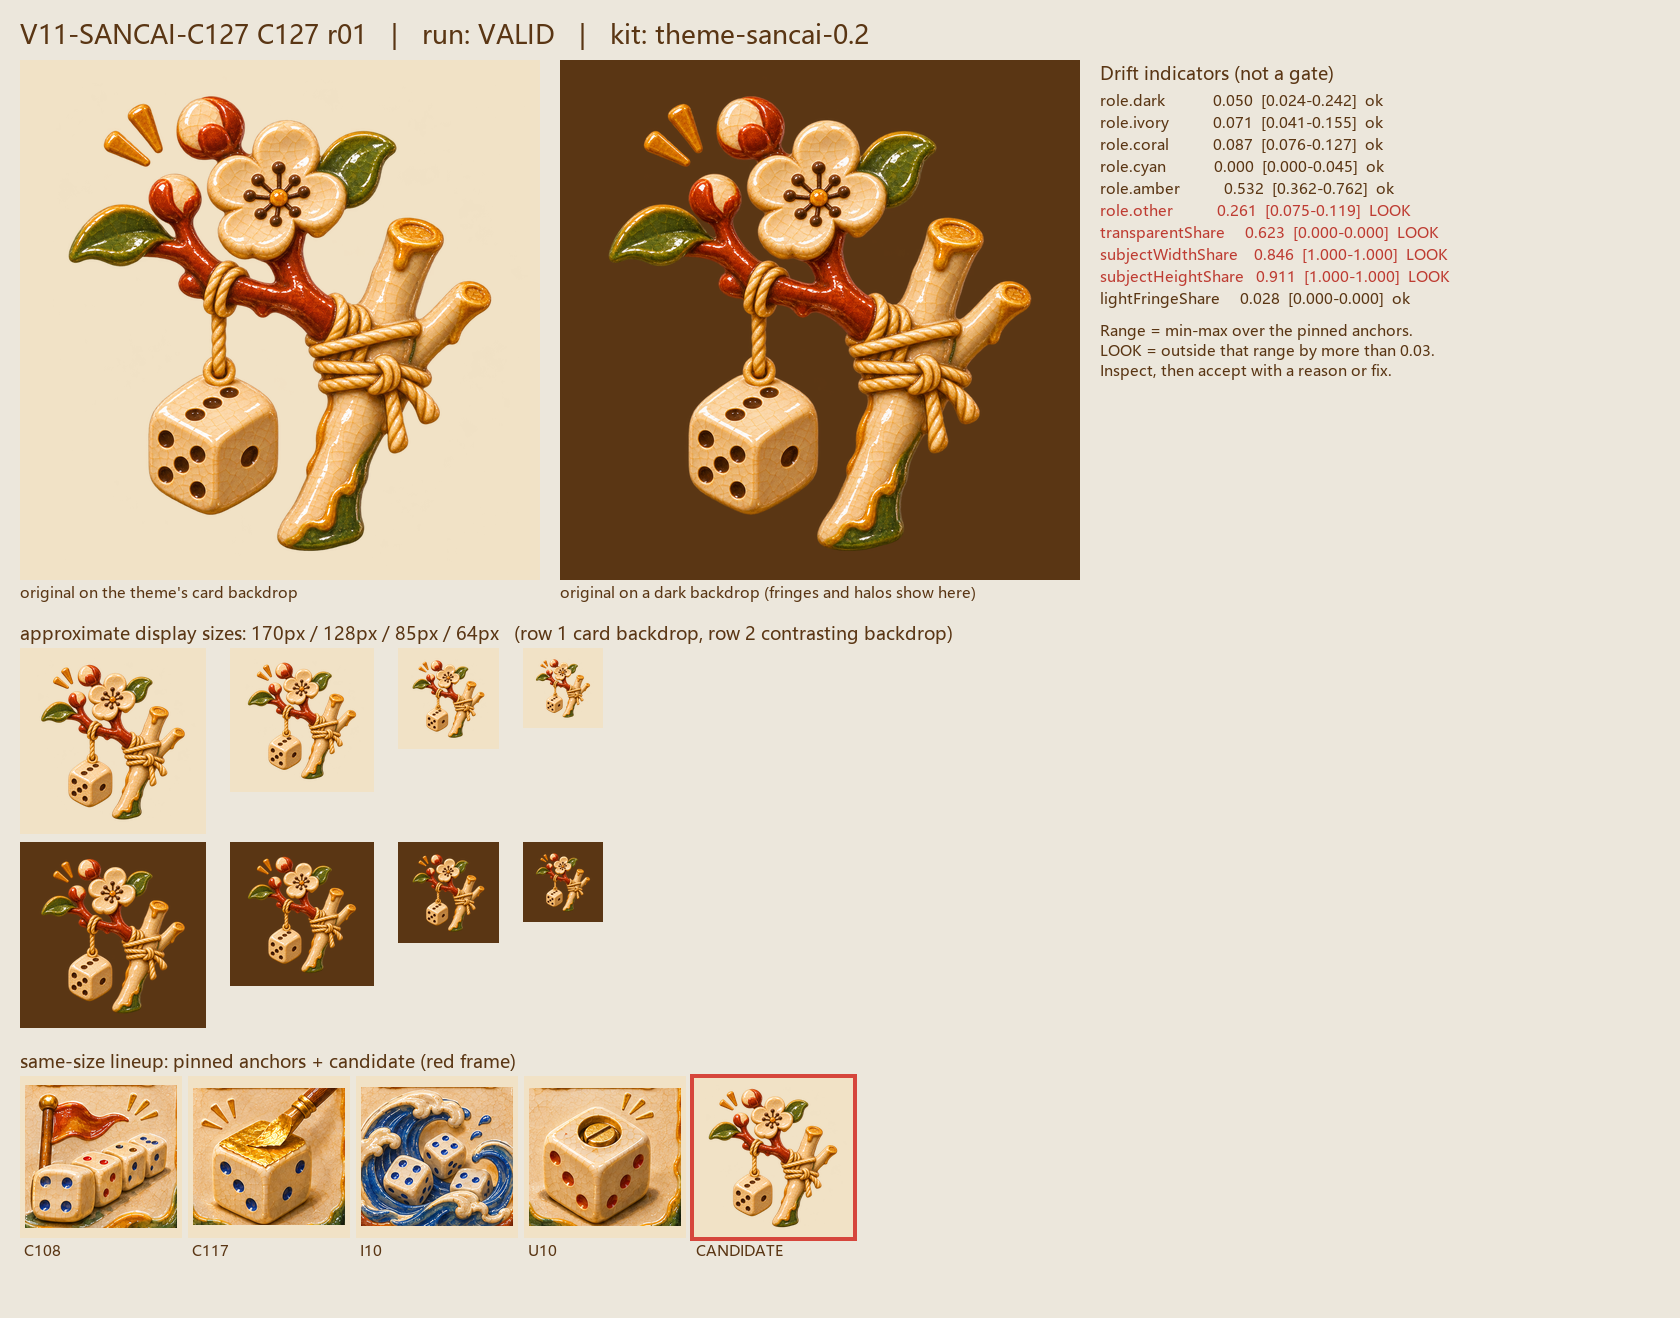 V11-SANCAI-C127 C127 r01 | run: VALID | kit: theme-sancai-0.2
Drift indicators (not a gate)
role.dark 0.050 [0.024-0.242] ok
role.ivory 0.071 [0.041-0.155] ok
role.coral 0.087 [0.076-0.127] ok
role.cyan 0.000 [0.000-0.045] ok
role.amber 0.532 [0.362-0.762] ok
role.other 0.261 [0.075-0.119] LOOK
transparentShare 0.623 [0.000-0.000] LOOK
subjectWidthShare 0.846 [1.000-1.000] LOOK
subjectHeightShare 0.911 [1.000-1.000] LOOK
lightFringeShare 0.028 [0.000-0.000] ok
Range = min-max over the pinned anchors.
LOOK = outside that range by more than 0.03.
Inspect, then accept with a reason or fix.
original on the theme's card backdrop
original on a dark backdrop (fringes and halos show here)
approximate display sizes: 170px / 128px / 85px / 64px (row 1 card backdrop, row 2 contrasting backdrop)
same-size lineup: pinned anchors + candidate (red frame)
C108
C117
I10
U10
CANDIDATE